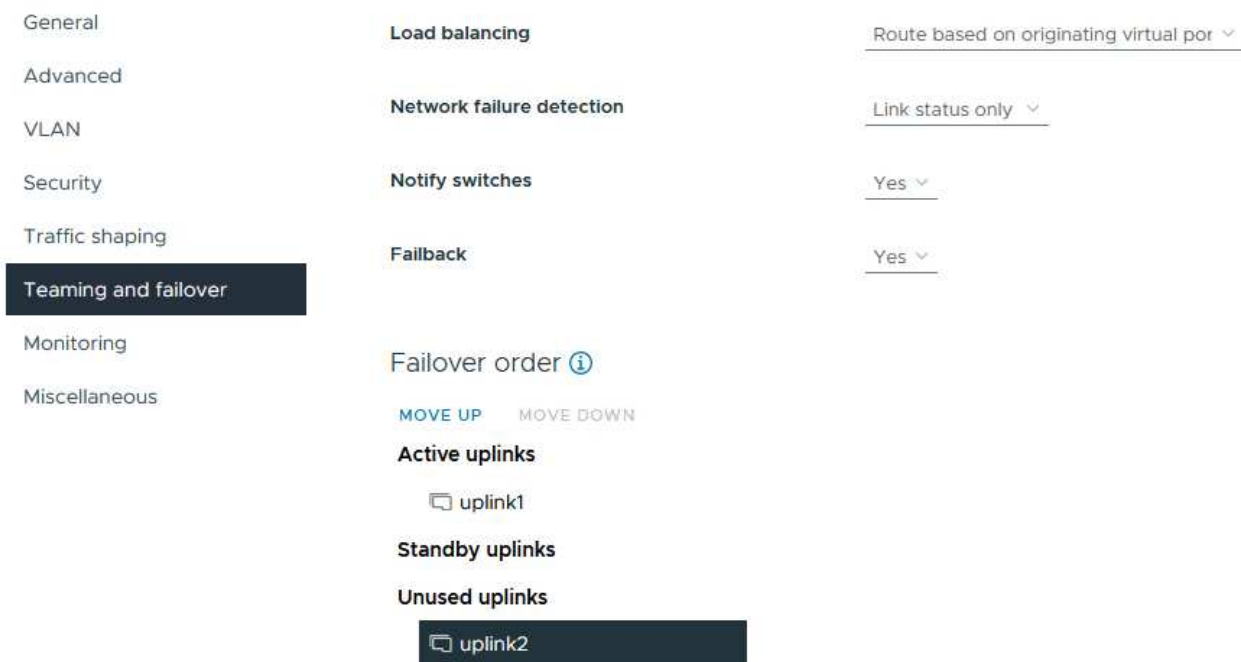 General
Advanced
VLAN
Security
Traffic shaping
Teaming and failover
Monitoring
Miscellaneous
Load balancing
Route based on originating virtual por
Network failure detection
Link status only
Notify switches
Yes
Failback
Yes
Failover order
MOVE UP MOVE DOWN
Active uplinks
uplink1
Standby uplinks
Unused uplinks
uplink2